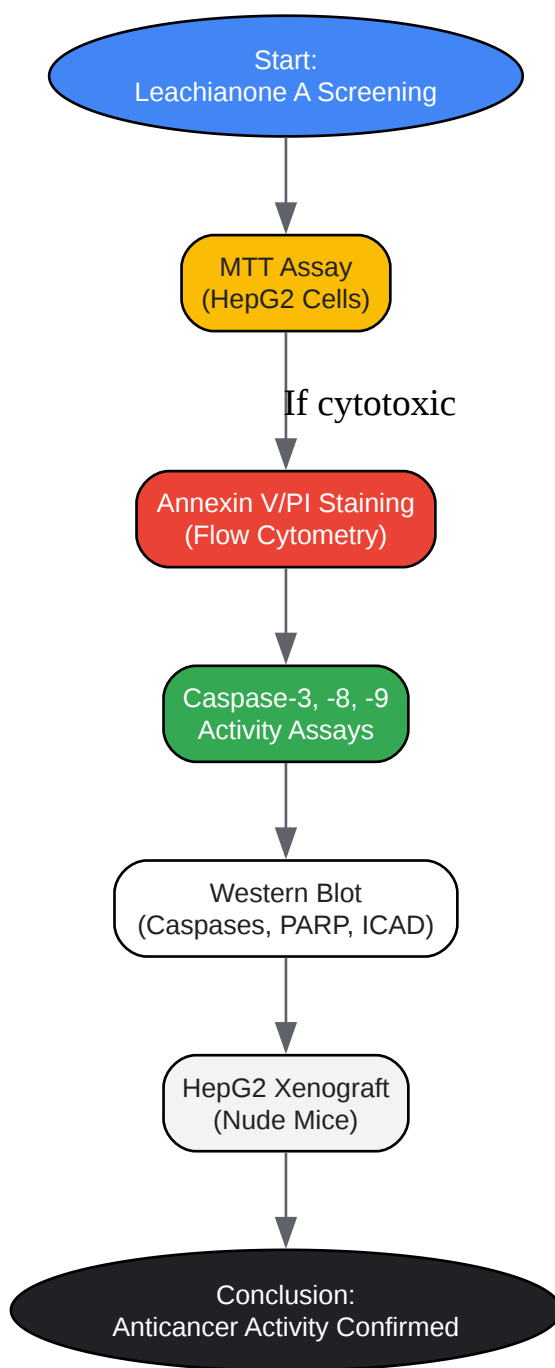 Start:
Leachianone A Screening
MTT Assay
(HepG2 Cells)
If cytotoxic
Annexin V/PI Staining
(Flow Cytometry)
Caspase-3, -8, -9
Activity Assays
Western Blot
(Caspases, PARP, ICAD)
HepG2 Xenograft
(Nude Mice)
Conclusion:
Anticancer Activity Confirmed